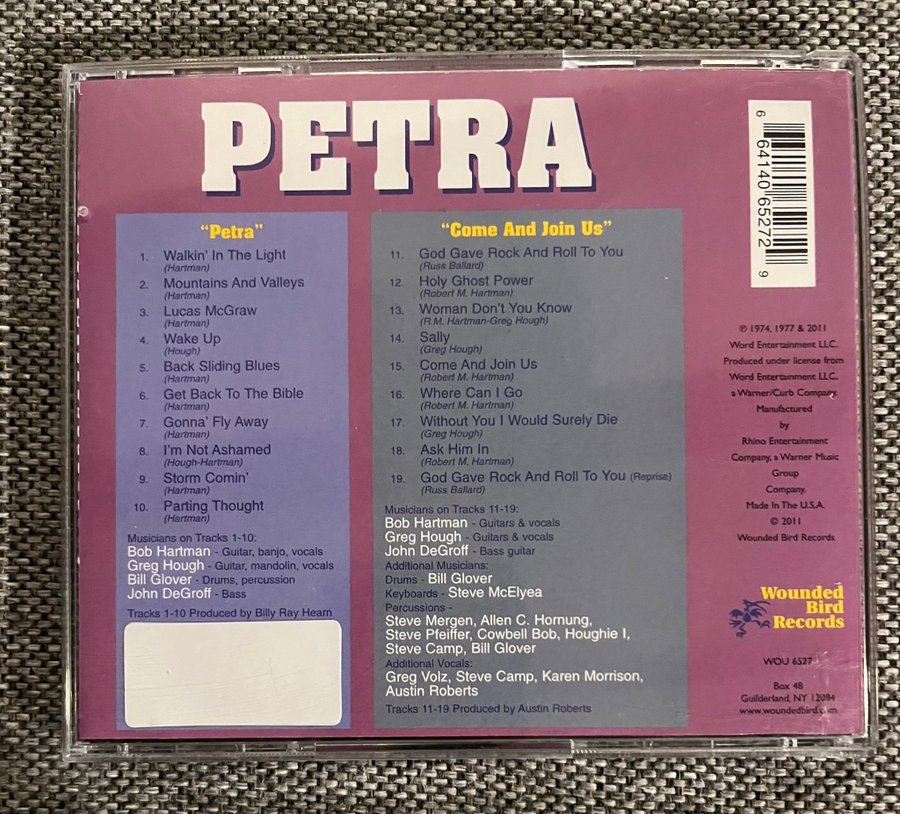 PETRA
"Petra"
1. Walkin' In The Light
(Hartman)
2. Mountains And Valleys
(Hartman)
3. Lucas McGraw
(Hartman)
4. Wake Up
(Hough)
5. Back Sliding Blues
(Hartman)
6. Get Back To The Bible
(Hartman)
7. Gonna' Fly Away
(Hartman)
8. I'm Not Ashamed
(Hough-Hartman)
9. Storm Comin'
(Hartman)
10. Parting Thought
(Hartman)
Musicians on Tracks 1-10:
Bob Hartman - Guitar, banjo, vocals
Greg Hough - Guitar, mandolin, vocals
Bill Glover - Drums, percussion
John DeGroff - Bass
Tracks 1-10 Produced by Billy Ray Hearn
"Come And Join Us"
11. God Gave Rock And Roll To You
(Russ Ballard)
12. Holy Ghost Power
(Robert M. Hartman)
13. Woman Don't You Know
(R.M. Hartman-Greg Hough)
14. Sally
(Greg Hough)
15. Come And Join Us
(Robert M. Hartman)
16. Where Can I Go
(Robert M. Hartman)
17. Without You I Would Surely Die
(Greg Hough)
18. Ask Him In
(Robert M. Hartman)
19. God Gave Rock And Roll To You (Reprise)
(Russ Ballard)
Musicians on Tracks 11-19:
Bob Hartman - Guitars & vocals
Greg Hough - Guitars & vocals
John DeGroff - Bass guitar
Additional Musicians:
Drums - Bill Glover
Keyboards - Steve McElyea
Percussions -
Steve Mergen, Allen C. Hornung,
Steve Pfeiffer, Cowbell Bob, Houghie I,
Steve Camp, Bill Glover
Additional Vocals:
Greg Volz, Steve Camp, Karen Morrison,
Austin Roberts
Tracks 11-19 Produced by Austin Roberts
6 64140 65272 9
℗ 1974, 1977 & 2011
Word Entertainment LLC.
Produced under license from
Word Entertainment LLC,
a Warner/Curb Company.
Manufactured
by
Rhino Entertainment
Company, a Warner Music
Group
Company.
Made In The U.S.A.
© 2011
Wounded Bird Records
Wounded
Bird
Records
WOU 6527
Box 48
Guilderland, NY 12084
www.woundedbird.com